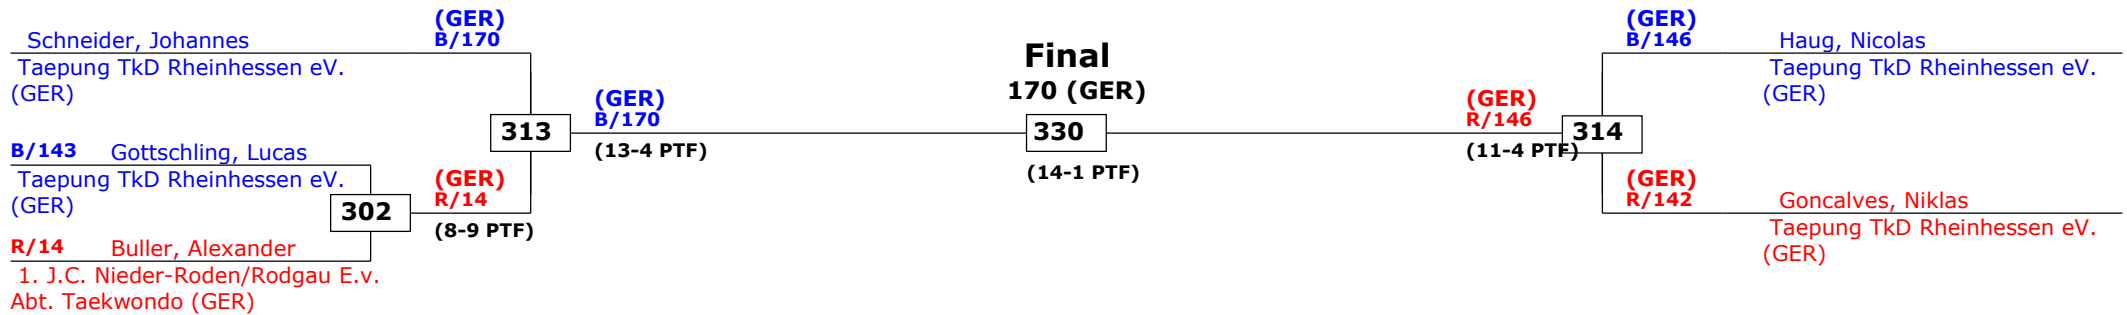 (GER)
B/170
Schneider, Johannes
Taepung TkD Rheinhessen eV.
(GER)
B/143 Gottschling, Lucas
Taepung TkD Rheinhessen eV.
(GER)
302
R/14 Buller, Alexander
1. J.C. Nieder-Roden/Rodgau E.v.
Abt. Taekwondo (GER)
(GER)
R/14
(8-9 PTF)
313
(GER)
B/170
(13-4 PTF)
Final
170 (GER)
330
(14-1 PTF)
(GER)
R/146
(11-4 PTF)
314
(GER)
B/146
Haug, Nicolas
Taepung TkD Rheinhessen eV.
(GER)
(GER)
R/142
Goncalves, Niklas
Taepung TkD Rheinhessen eV.
(GER)